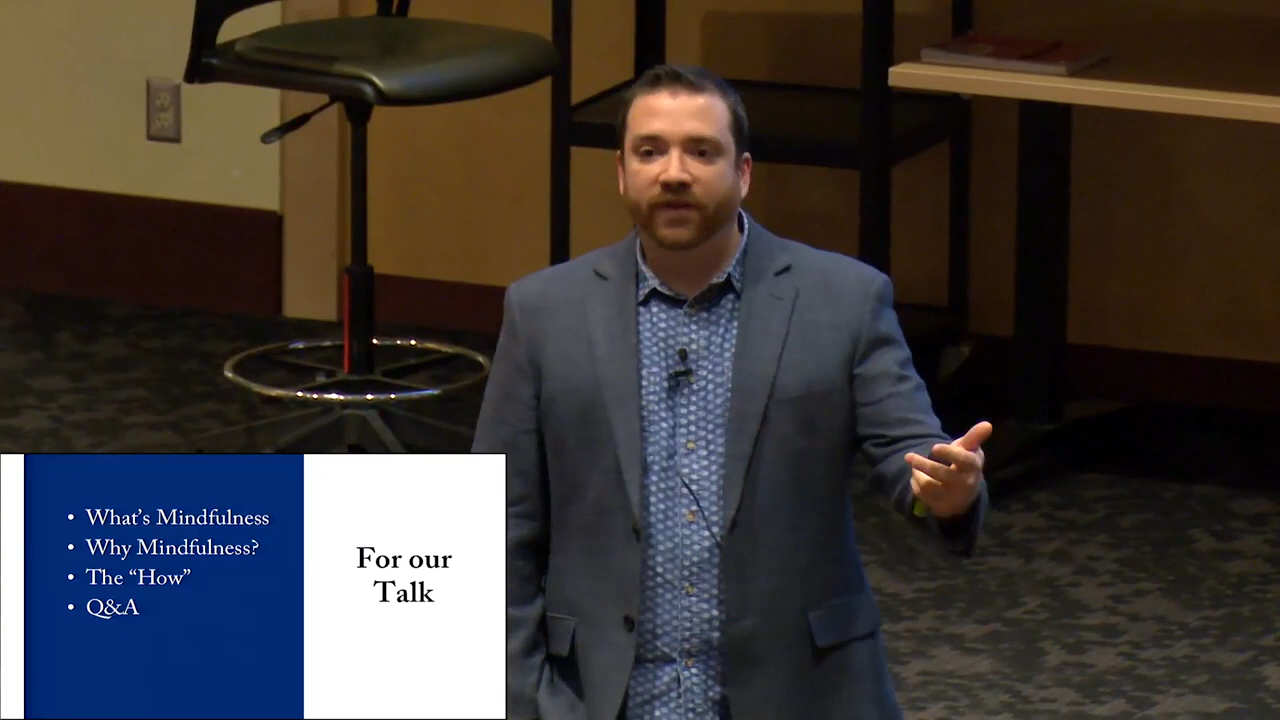 • What's Mindfulness
• Why Mindfulness?
• The “How”
• Q&A
For our
Talk